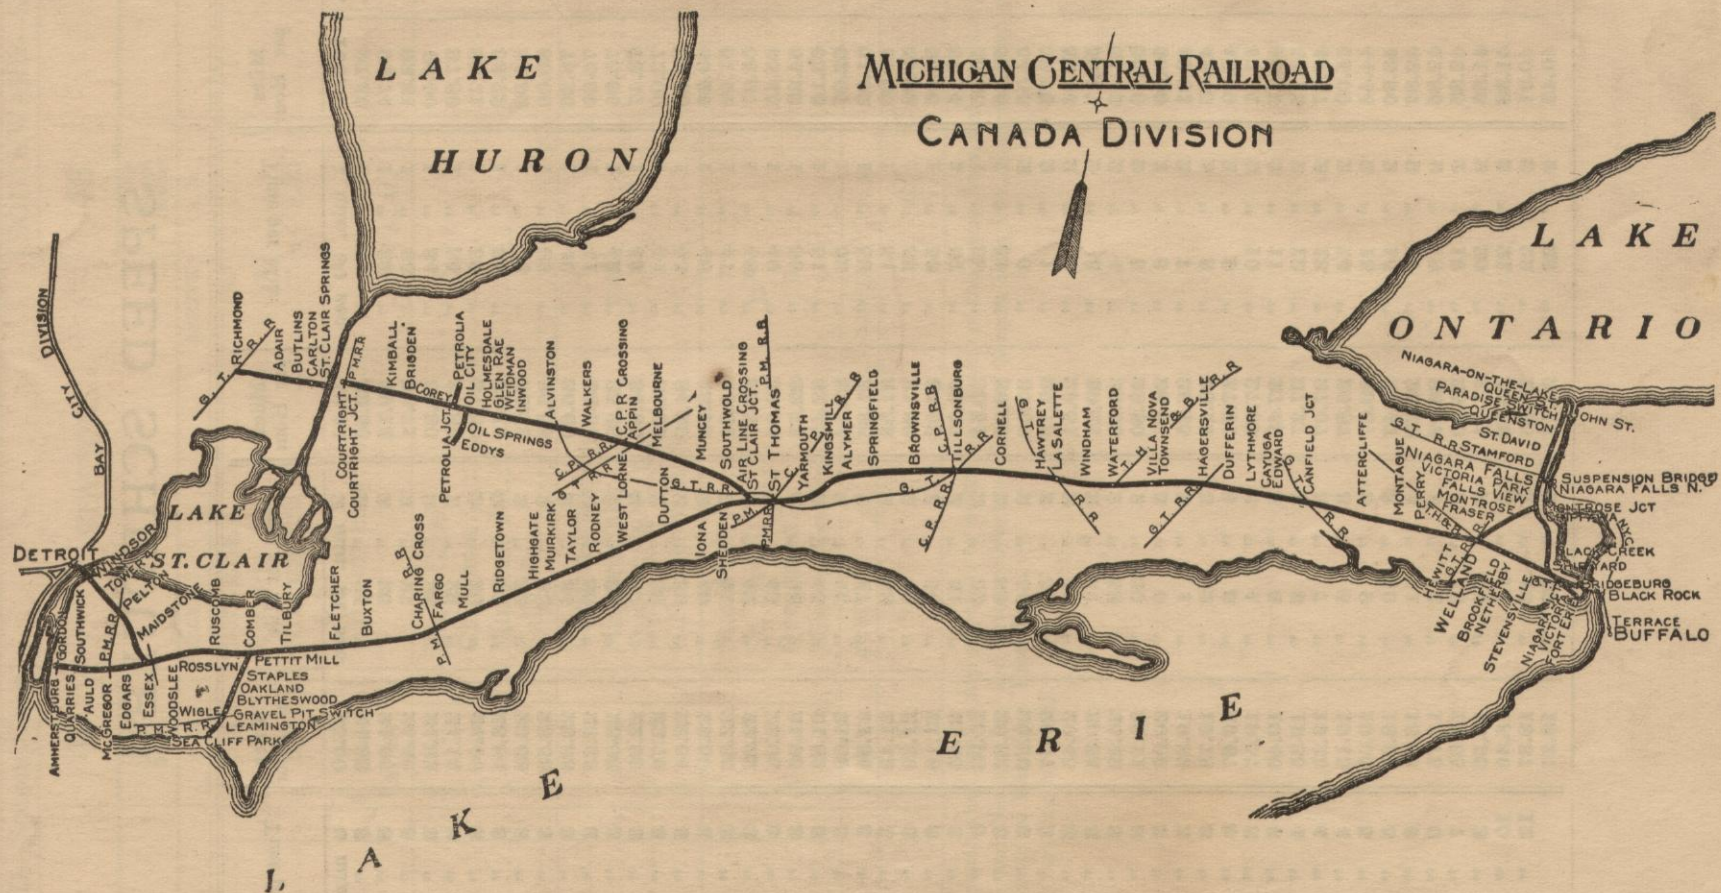 MICHIGAN CENTRAL RAILROAD
CANADA DIVISION
LAKE
HURON
LAKE
ONTARIO
LAKE
ST. CLAIR
LAKE
ERIE
BAY CITY DIVISION
G. T. R. R
RICHMOND
ADAIR
BUTLINS
CARLTON
ST. CLAIR SPRINGS
P. M. R. R
COURTRIGHT
COURTRIGHT JCT.
KIMBALL
BRIGDEN
COREY
PETROLIA
OIL CITY
HOLMESDALE
GLEN RAE
WEIDMAN
INWOOD
PETROLIA JCT.
OIL SPRINGS
EDDYS
ALVINSTON
WALKERS
C. P. R CROSSING
APPIN
MELBOURNE
C. P. R R
G T R R
MUNCEY
SOUTHWOLD
AIR LINE CROSSING
ST CLAIR JCT.
P. M. R. R
G. T. R. R.
DETROIT
WINDSOR
TOWER
PELTON
MAIDSTONE
GORDON
SOUTHWICK
P. M. R R
AMHERSTBURG
QUARRIES
AULD
MCGREGOR
EDGARS
ESSEX
WOODSLEE
ROSSLYN
RUSCOMB
COMBER
TILBURY
FLETCHER
BUXTON
CHARING CROSS
R. R
P. M.
FARGO
MULL
RIDGETOWN
HIGHGATE
MUIRKIRK
TAYLOR
RODNEY
WEST LORNE
DUTTON
IONA
SHEDDEN
P. M
P M R R
PETTIT MILL
STAPLES
OAKLAND
BLYTHESWOOD
WIGLE
GRAVEL PIT SWITCH
LEAMINGTON
P. M. R. R
SEA CLIFF PARK
ST THOMAS
YARMOUTH
KINGSMILL
C. P. R
ALYMER
SPRINGFIELD
BROWNSVILLE
C. P. R R
TILLSONBURG
G. T. R R
C. P R R
CORNELL
G T
HAWTREY
LA SALETTE
R R
WINDHAM
WATERFORD
T H & B R R
VILLA NOVA
TOWNSEND
HAGERSVILLE
R. R
G. T. R R
DUFFERIN
LYTHMORE
CAYUGA
EDWARD
CANFIELD JCT
G T R R
ATTERCLIFFE
MONTAGUE
PERRY
T. H & B
HEWITT
G. T. R
WELLAND
BROOKFIELD
NETHERBY
STEVENSVILLE
NIAGARA JCT
VICTORIA
FORT ERIE
G. T. R
NIAGARA-ON-THE-LAKE
QUEEN
PARADISE SWITCH
QUEENSTON
JOHN ST.
ST. DAVID
G. T. R R
STAMFORD
NIAGARA FALLS
VICTORIA PARK
FALLS VIEW
MONTROSE
FRASER
SUSPENSION BRIDGE
NIAGARA FALLS N.
MONTROSE JCT
CHIPPAWA
N. Y. C.
BLACK CREEK
SHIPYARD
BRIDGEBURG
BLACK ROCK
TERRACE
BUFFALO